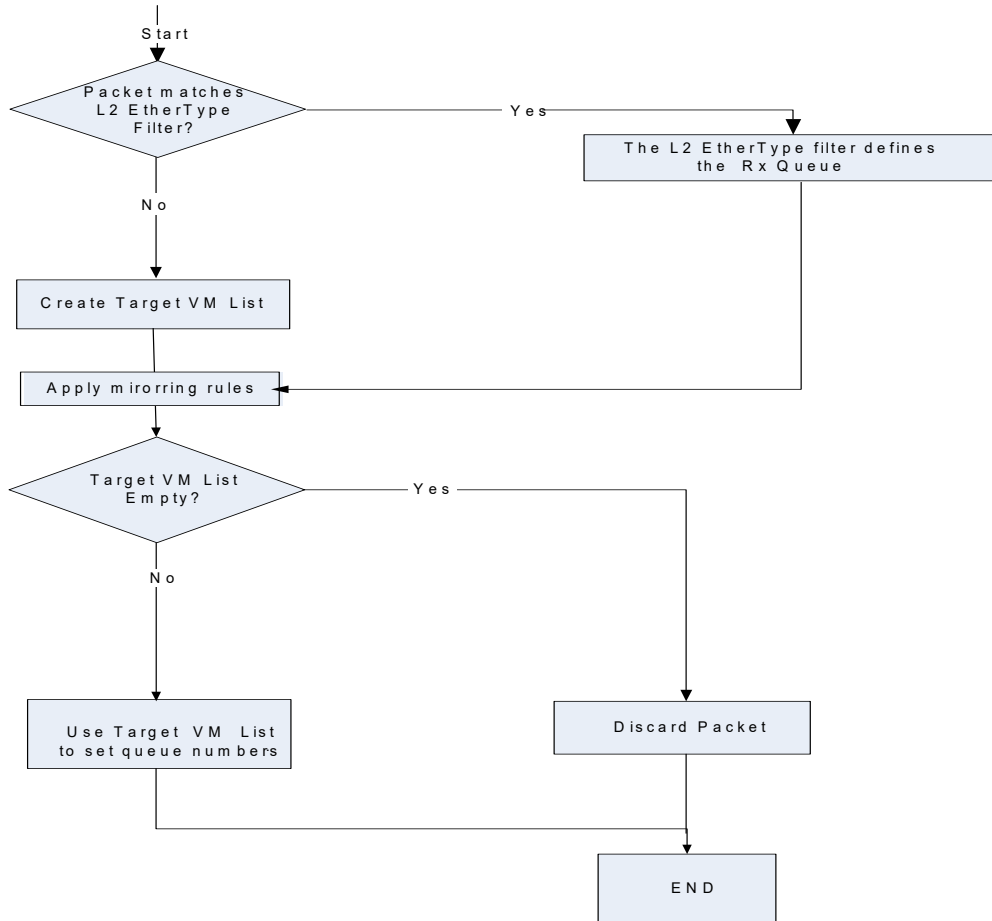 Start
Packet matches
L2 EtherType
Filter?
Yes
The L2 EtherType filter defines
the Rx Queue
No
Create Target VM List
Apply mirorring rules
Target VM List
Empty?
Yes
No
Use Target VM List
to set queue numbers
Discard Packet
END